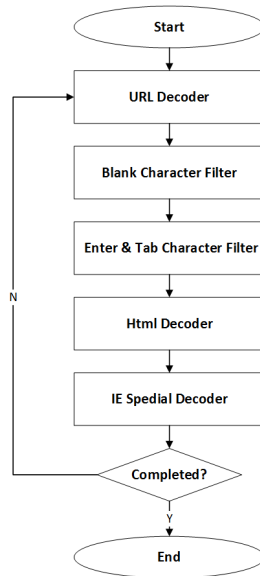 Start
URL Decoder
Blank Character Filter
Enter & Tab Character Filter
N
Html Decoder
IE Spedial Decoder
Completed?
Y
End